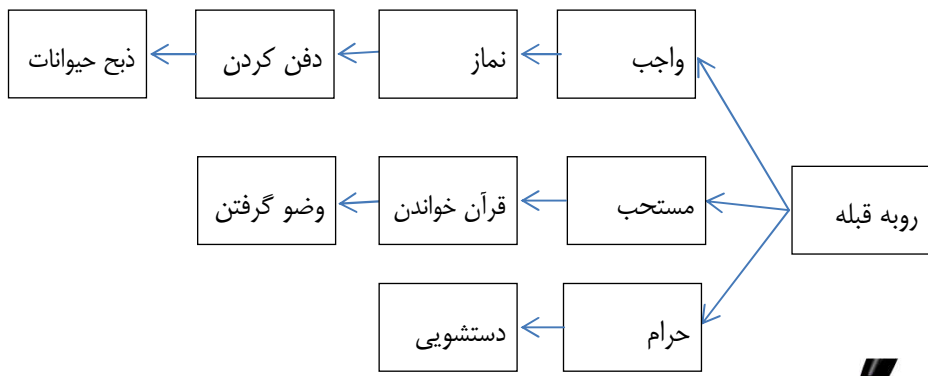 واجب
نماز
دفن کردن
ذبح حیوانات
روبه قبله
مستحب
قرآن خواندن
وضو گرفتن
حرام
دستشویی